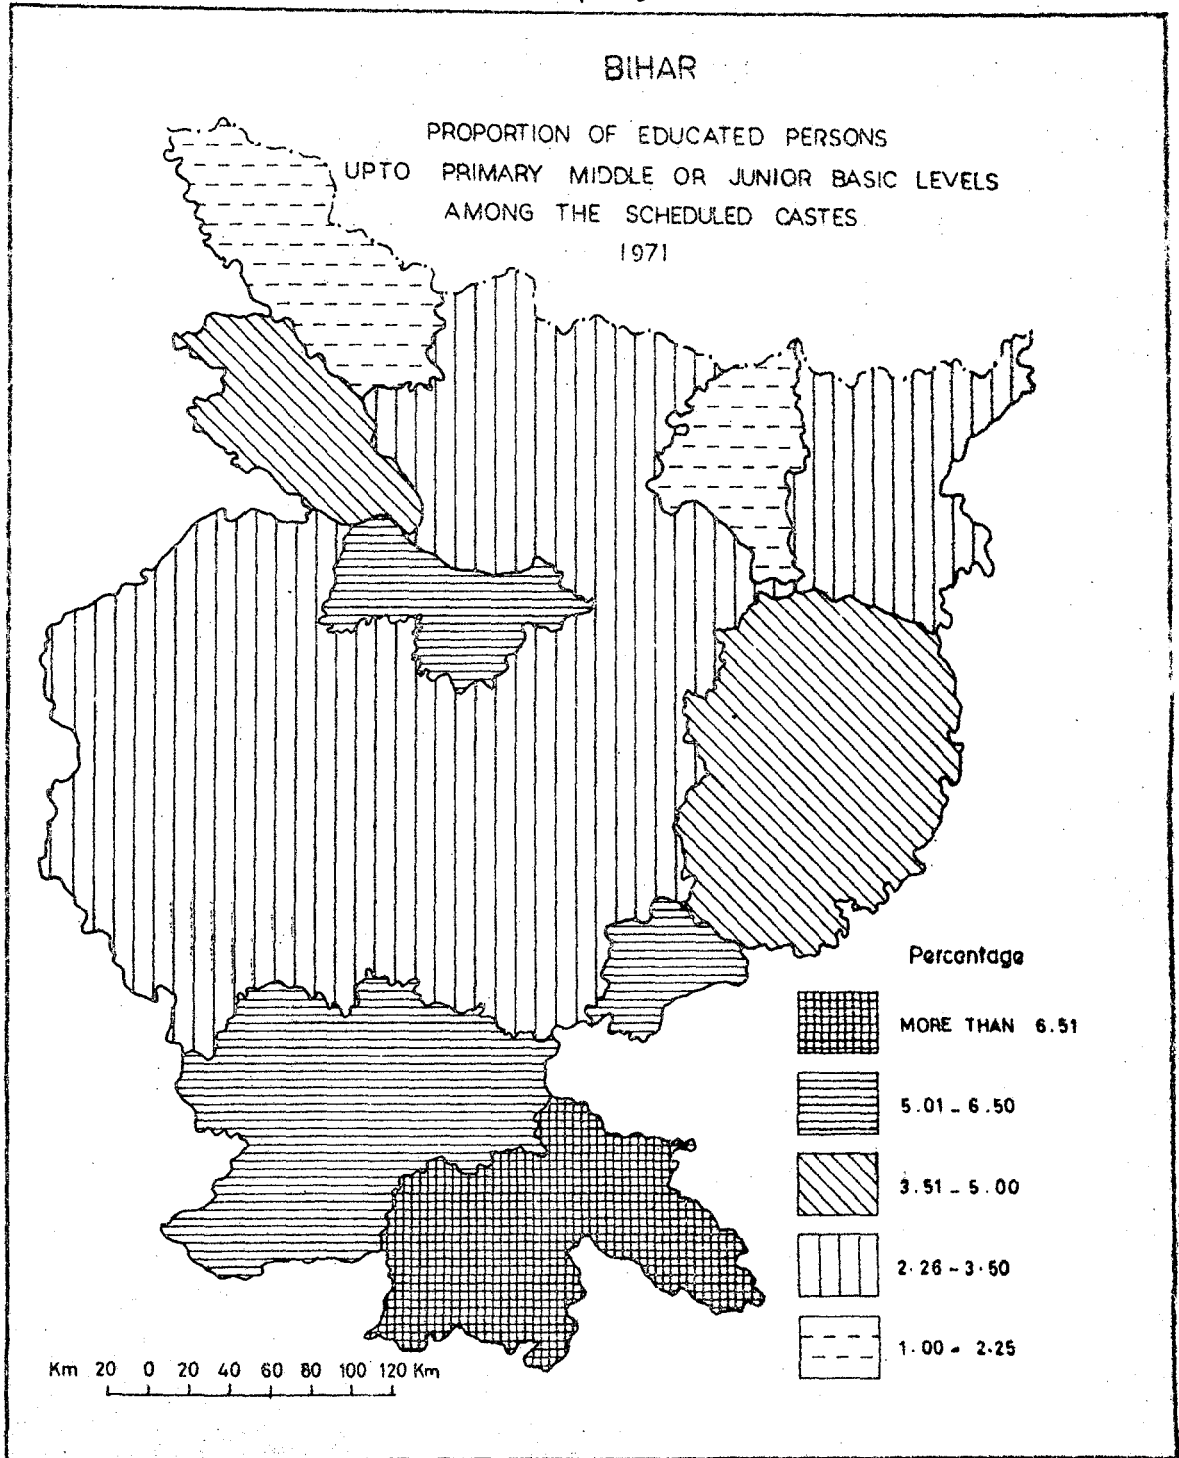 BIHAR
PROPORTION OF EDUCATED PERSONS
UPTO PRIMARY MIDDLE OR JUNIOR BASIC LEVELS
AMONG THE SCHEDULED CASTES
1971
Percentage
MORE THAN 6.51
5.01 - 6.50
3.51 - 5.00
2.26 - 3.50
1.00 - 2.25
Km 20 0 20 40 60 80 100 120 Km